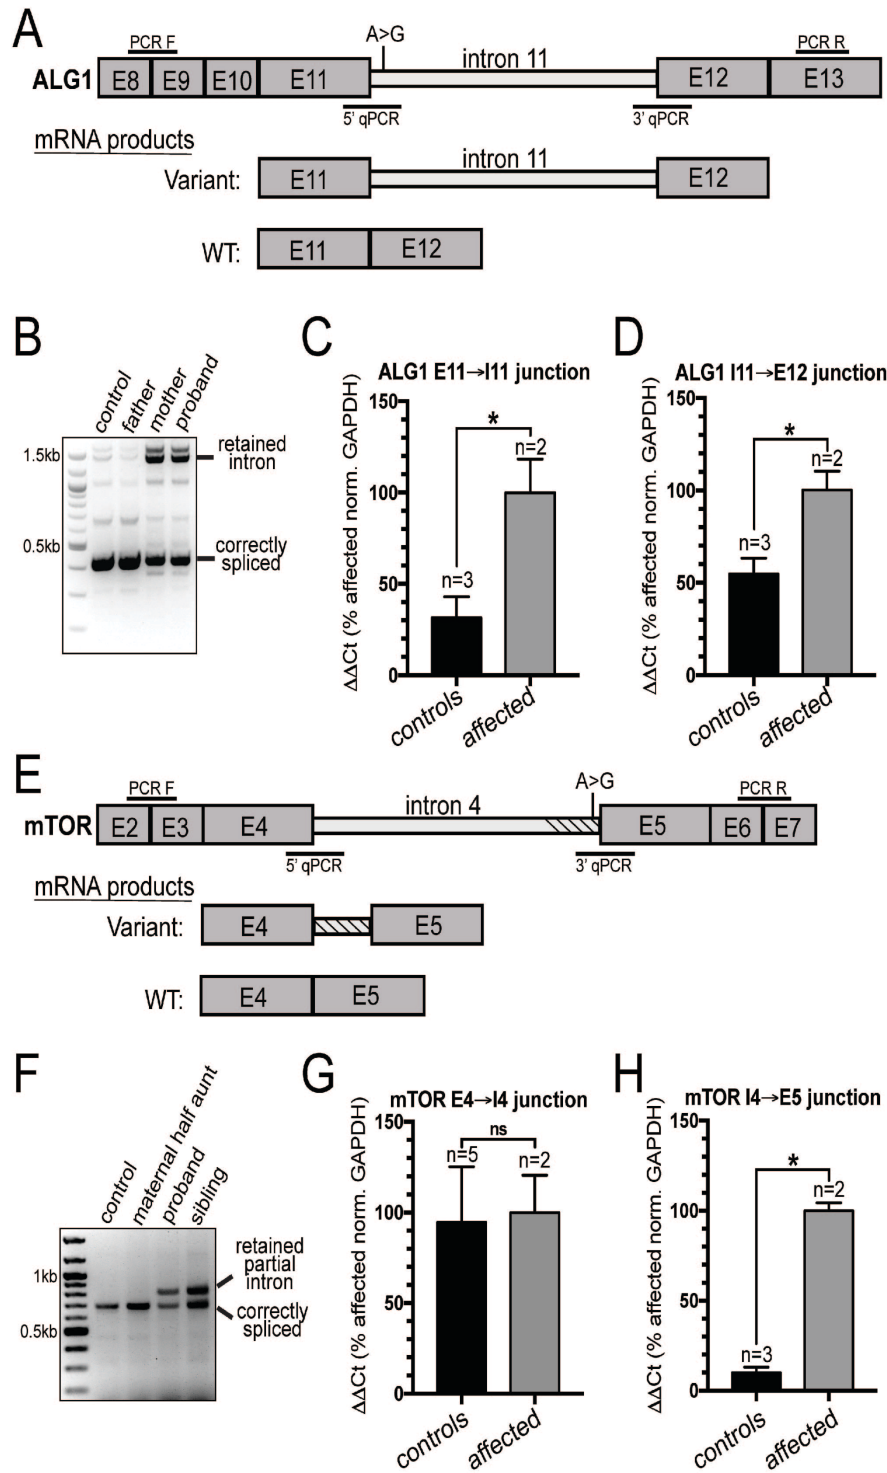 A
PCR F
A>G
intron 11
PCR R
ALG1
E8
E9
E10
E11
E12
E13
5' qPCR
3' qPCR
mRNA products
Variant:
E11
intron 11
E12
WT:
E11
E12
B
control
father
mother
proband
1.5kb
0.5kb
retained
intron
correctly
spliced
C
ALG1 E11→I11 junction
ΔΔCt (% affected norm. GAPDH)
150
100
50
0
*
n=3
n=2
controls
affected
D
ALG1 I11→E12 junction
ΔΔCt (% affected norm. GAPDH)
150
100
50
0
*
n=3
n=2
controls
affected
E
PCR F
intron 4
A>G
PCR R
mTOR
E2
E3
E4
E5
E6
E7
5' qPCR
3' qPCR
mRNA products
Variant:
E4
E5
WT:
E4
E5
F
control
maternal half aunt
proband
sibling
1kb
0.5kb
retained
partial
intron
correctly
spliced
G
mTOR E4→I4 junction
ΔΔCt (% affected norm. GAPDH)
150
100
50
0
ns
n=5
n=2
controls
affected
H
mTOR I4→E5 junction
ΔΔCt (% affected norm. GAPDH)
150
100
50
0
*
n=3
n=2
controls
affected